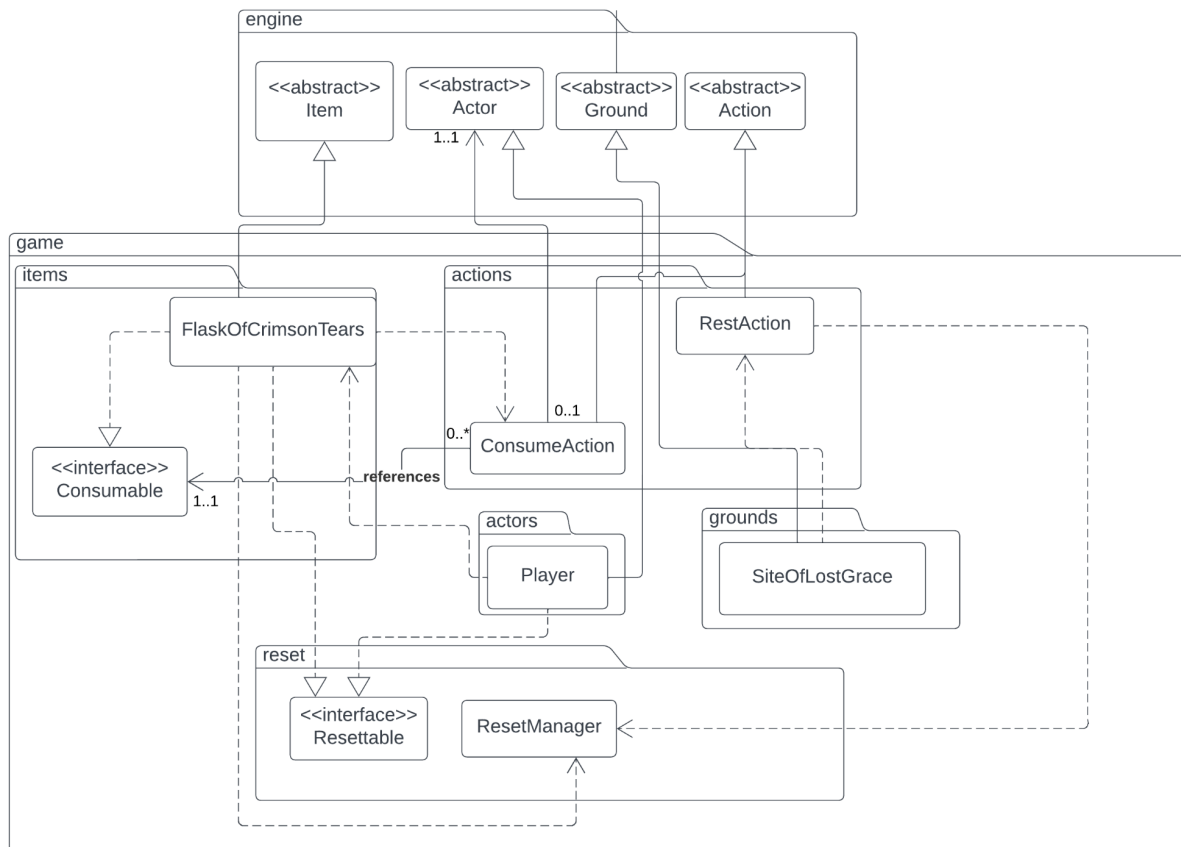 engine
<<abstract>>
Item
<<abstract>>
Actor
<<abstract>>
Ground
<<abstract>>
Action
1..1
game
items
actions
FlaskOfCrimsonTears
RestAction
0..1
0..*
ConsumeAction
<<interface>>
Consumable
references
1..1
actors
grounds
Player
SiteOfLostGrace
reset
<<interface>>
Resettable
ResetManager